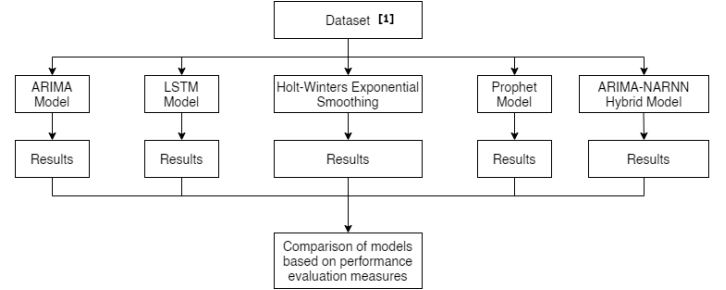 Dataset [1]
ARIMA
Model
LSTM
Model
Holt-Winters Exponential
Smoothing
Prophet
Model
ARIMA-NARNN
Hybrid Model
Results
Results
Results
Results
Results
Comparison of models
based on performance
evaluation measures